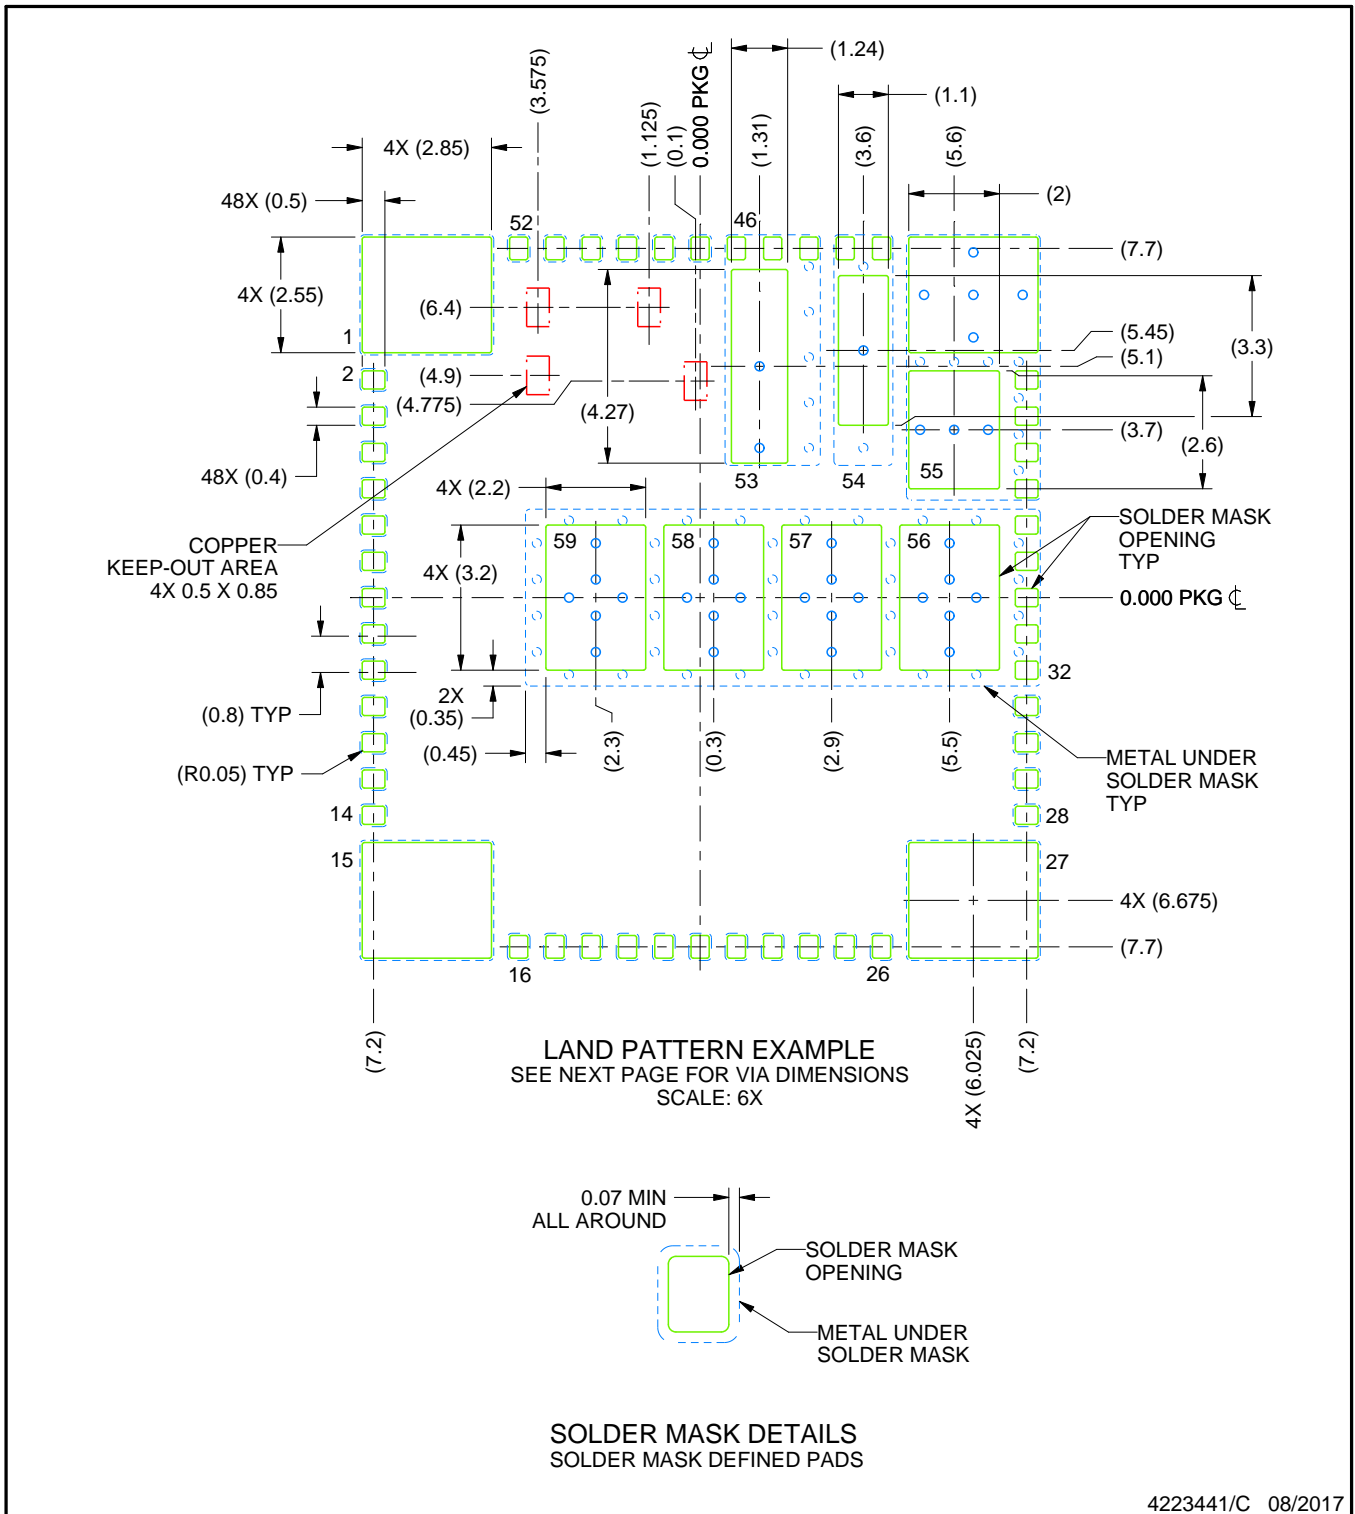 (3.575)
(1.125)
(0.1)
0.000 PKG ℄
(1.31)
(1.24)
(3.6)
(1.1)
(5.6)
(2)
4X (2.85)
48X (0.5)
52
46
(7.7)
4X (2.55)
(6.4)
1
2
(4.9)
(4.775)
(4.27)
(5.45)
(5.1)
(3.3)
(3.7)
(2.6)
48X (0.4)
53
54
55
4X (2.2)
COPPER
KEEP-OUT AREA
4X 0.5 X 0.85
4X (3.2)
59
58
57
56
SOLDER MASK
OPENING
TYP
0.000 PKG ℄
32
(0.8) TYP
2X
(0.35)
(0.45)
(2.3)
(0.3)
(2.9)
(5.5)
(R0.05) TYP
METAL UNDER
SOLDER MASK
TYP
14
28
15
27
4X (6.675)
(7.7)
16
26
(7.2)
4X (6.025)
(7.2)
LAND PATTERN EXAMPLE
SEE NEXT PAGE FOR VIA DIMENSIONS
SCALE: 6X
0.07 MIN
ALL AROUND
SOLDER MASK
OPENING
METAL UNDER
SOLDER MASK
SOLDER MASK DETAILS
SOLDER MASK DEFINED PADS
4223441/C 08/2017